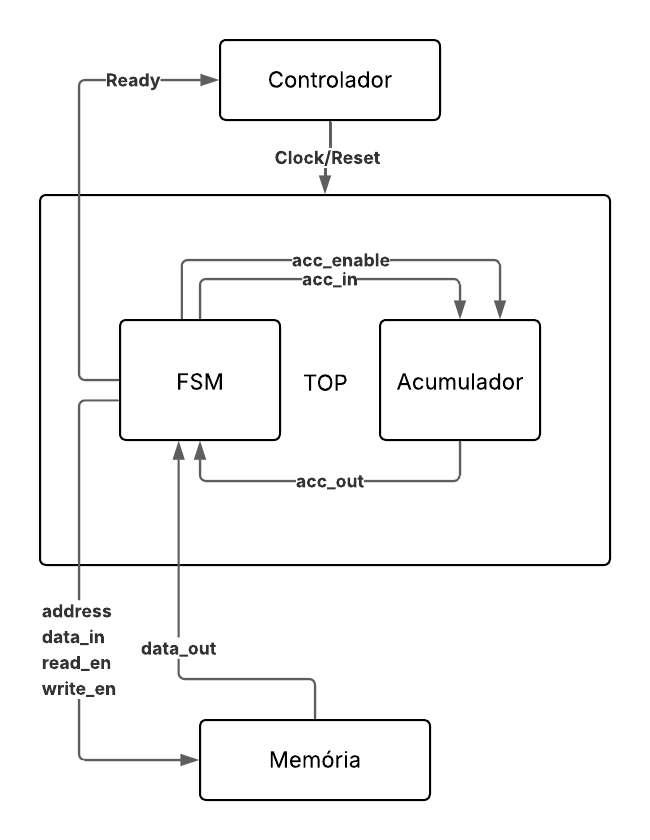 Ready
Controlador
Clock/Reset
acc_enable
acc_in
FSM
TOP
Acumulador
acc_out
address
data_in
read_en
write_en
data_out
Memória